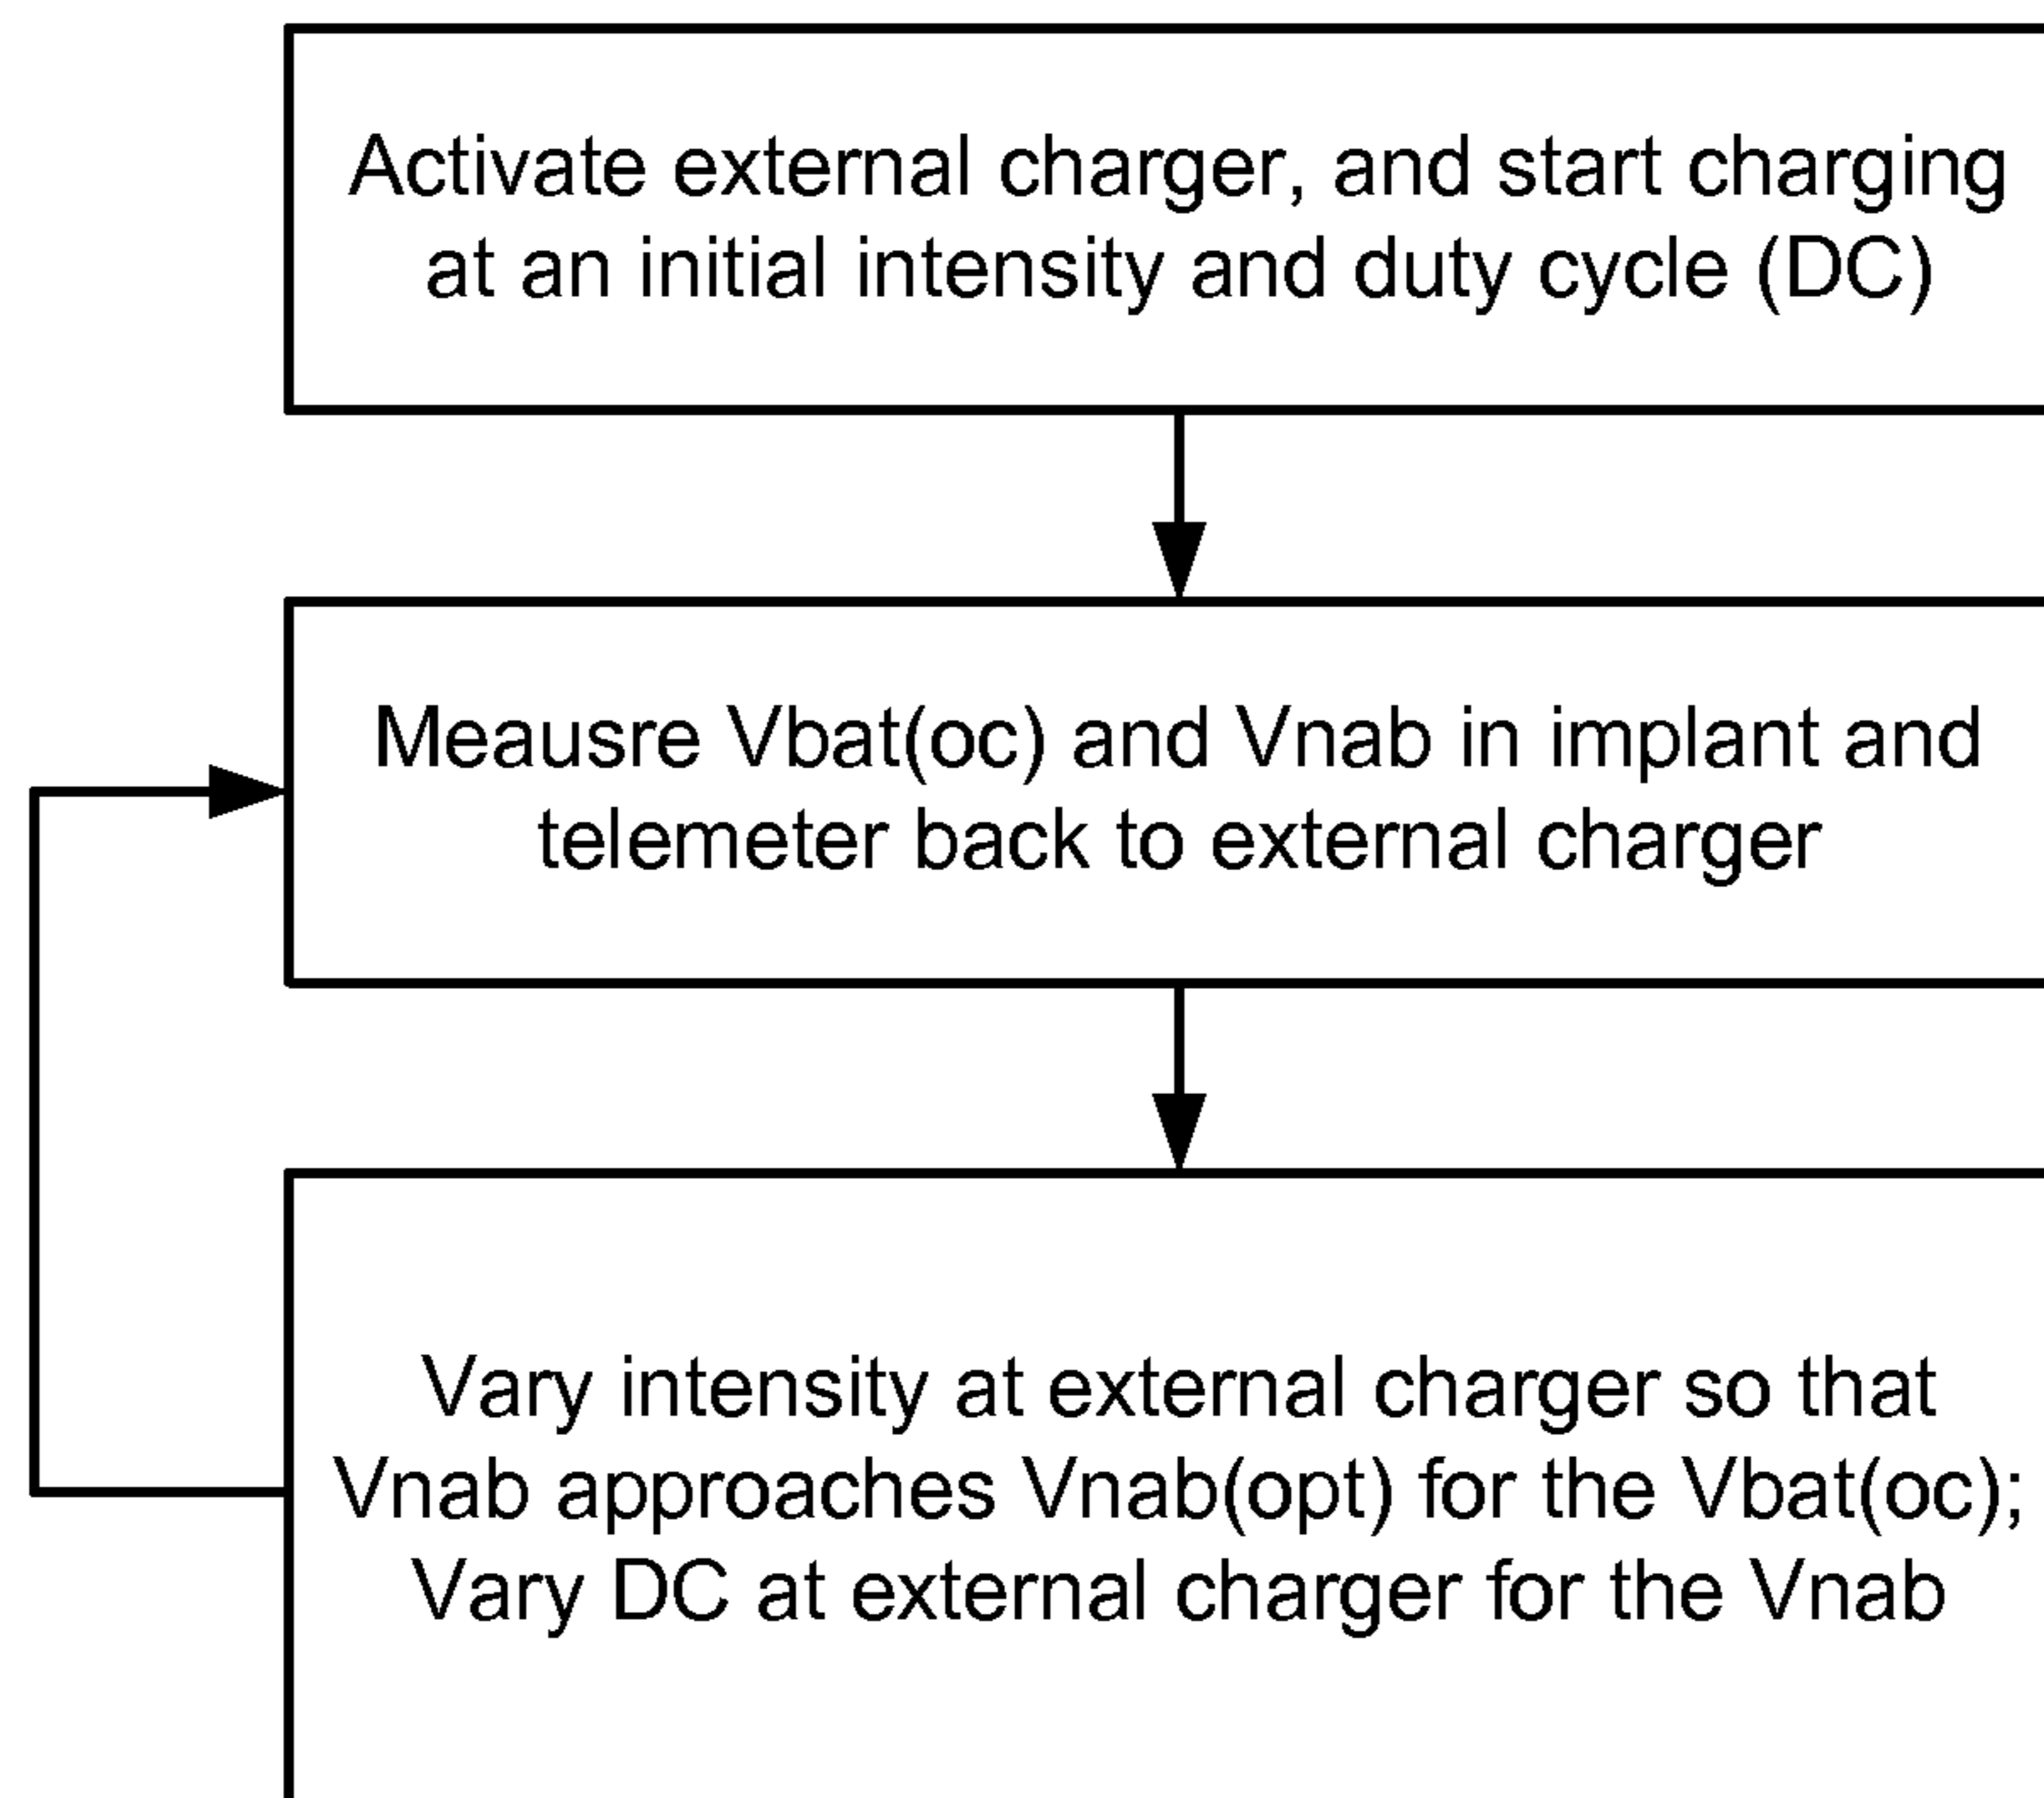 Activate external charger, and start charging
at an initial intensity and duty cycle (DC)
Meausre Vbat(oc) and Vnab in implant and
telemeter back to external charger
Vary intensity at external charger so that
Vnab approaches Vnab(opt) for the Vbat(oc);
Vary DC at external charger for the Vnab